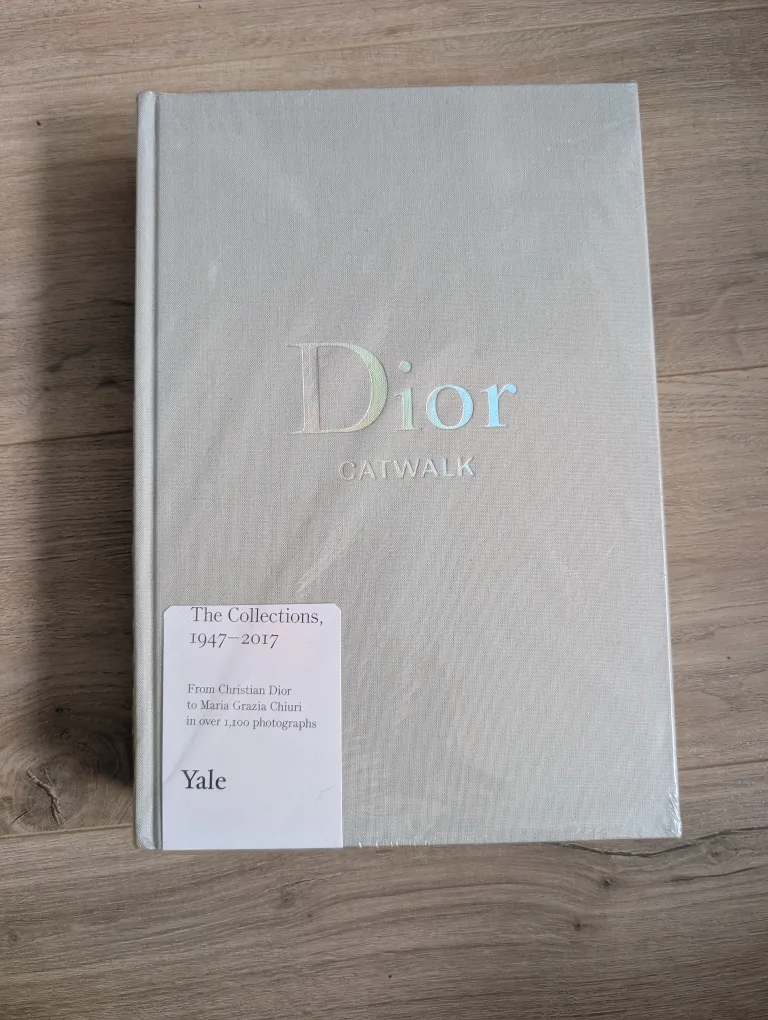 Dior
CATWALK
The Collections,
1947–2017
From Christian Dior
to Maria Grazia Chiuri
in over 1,100 photographs
Yale